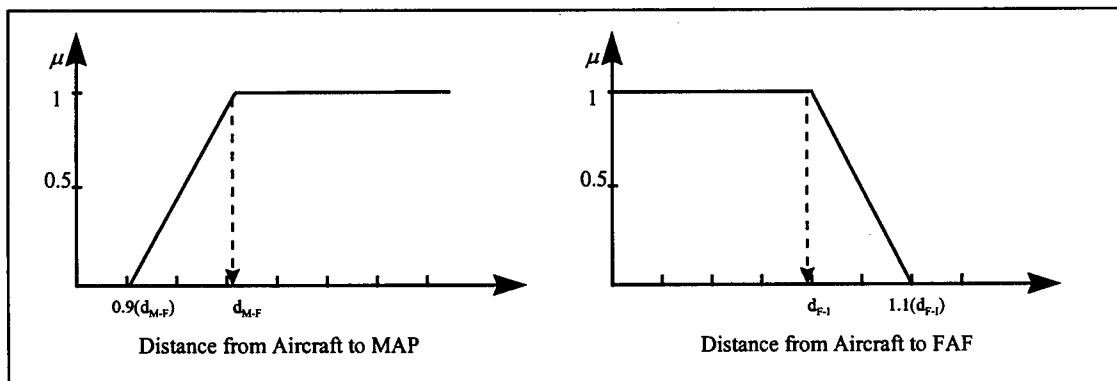 μ
1
0.5
0.9(d_M-F)
d_M-F
Distance from Aircraft to MAP
μ
1
0.5
d_F-I
1.1(d_F-I)
Distance from Aircraft to FAF